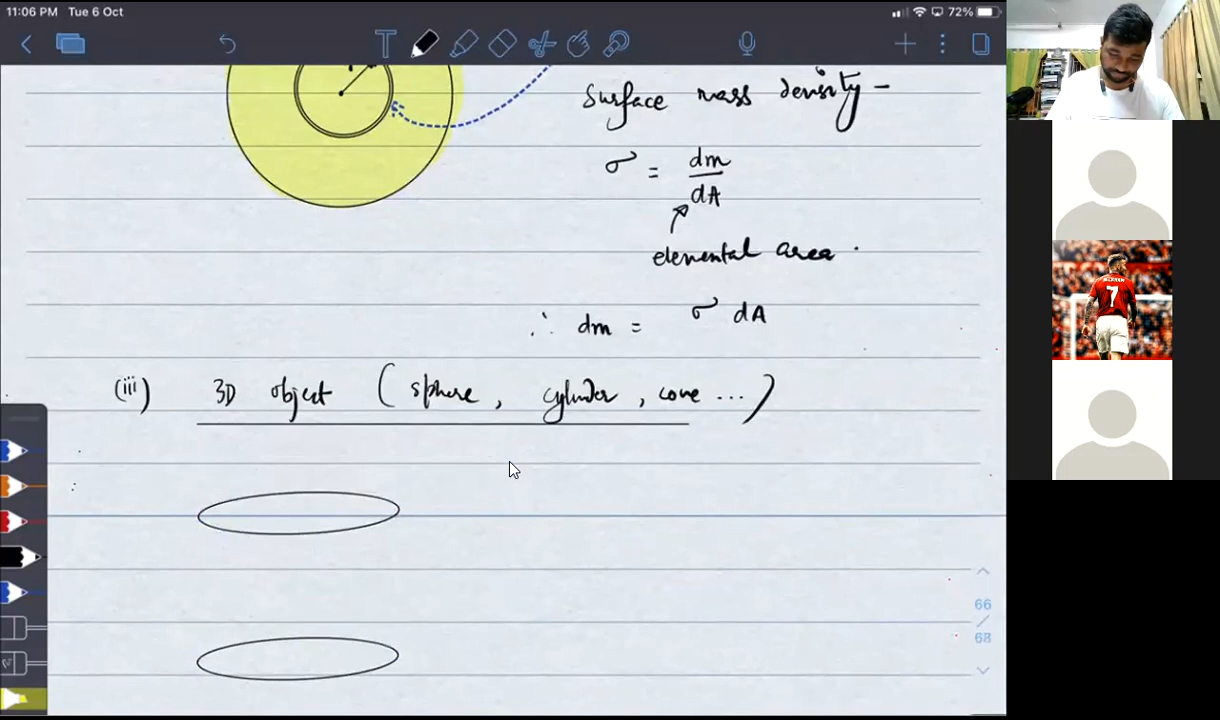 11:06 PM Tue 6 Oct
72%
T
Surface mass density -
σ = dm
dA
elemental area .
∴ dm = σ dA
(iii) 3D object (sphere, cylinder, cone ...)
66
/
68
7